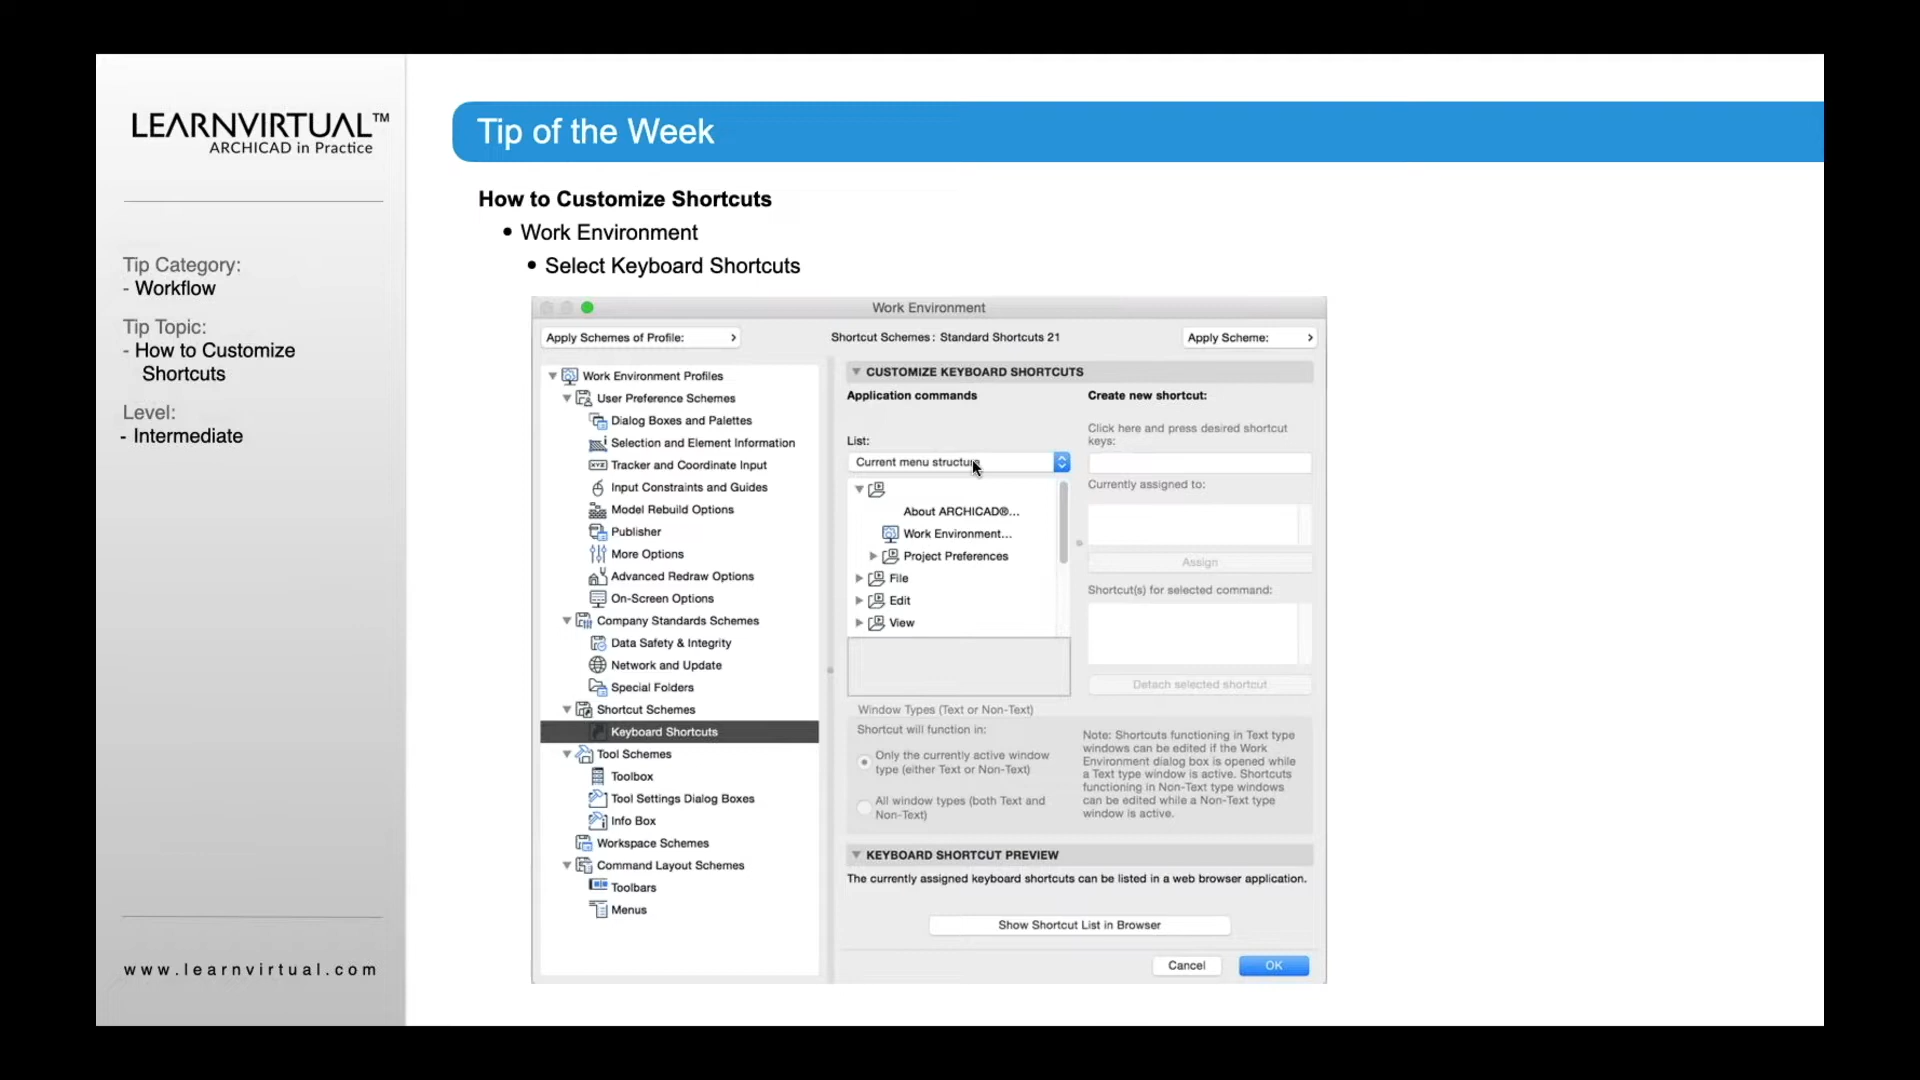 LEARNVIRTUAL™
ARCHICAD in Practice
Tip Category:
- Workflow
Tip Topic:
- How to Customize
Shortcuts
Level:
- Intermediate
www.learnvirtual.com
Tip of the Week
How to Customize Shortcuts
• Work Environment
• Select Keyboard Shortcuts
Work Environment
Apply Schemes of Profile:
Shortcut Schemes: Standard Shortcuts 21
Apply Scheme:
Work Environment Profiles
User Preference Schemes
Dialog Boxes and Palettes
Selection and Element Information
Tracker and Coordinate Input
Input Constraints and Guides
Model Rebuild Options
Publisher
More Options
Advanced Redraw Options
On-Screen Options
Company Standards Schemes
Data Safety & Integrity
Network and Update
Special Folders
Shortcut Schemes
Keyboard Shortcuts
Tool Schemes
Toolbox
Tool Settings Dialog Boxes
Info Box
Workspace Schemes
Command Layout Schemes
Toolbars
Menus
CUSTOMIZE KEYBOARD SHORTCUTS
Application commands
List:
Current menu structure
About ARCHICAD®...
Work Environment...
Project Preferences
File
Edit
View
Create new shortcut:
Click here and press desired shortcut
keys:
Currently assigned to:
Assign
Shortcut(s) for selected command:
Detach selected shortcut
Window Types (Text or Non-Text)
Shortcut will function in:
Only the currently active window
type (either Text or Non-Text)
All window types (both Text and
Non-Text)
Note: Shortcuts functioning in Text type
windows can be edited if the Work
Environment dialog box is opened while
a Text type window is active. Shortcuts
functioning in Non-Text type windows
can be edited while a Non-Text type
window is active.
KEYBOARD SHORTCUT PREVIEW
The currently assigned keyboard shortcuts can be listed in a web browser application.
Show Shortcut List in Browser
Cancel
OK